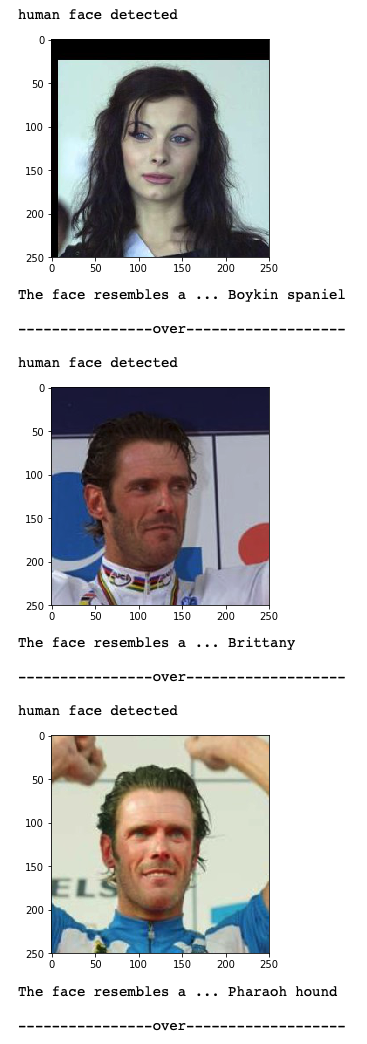 human face detected
0
50
100
150
200
250
0 50 100 150 200 250
The face resembles a ... Boykin spaniel
----------------over-------------------
human face detected
0
50
100
150
200
250
0 50 100 150 200 250
The face resembles a ... Brittany
----------------over-------------------
human face detected
0
50
100
150
ELS
200
250
0 50 100 150 200 250
The face resembles a ... Pharaoh hound
----------------over-------------------